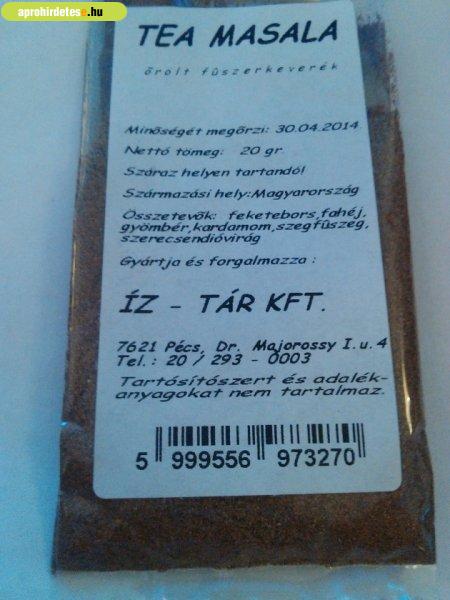 aprohirdetes.hu
TEA MASALA
őrölt fűszerkeverék
Minőségét megőrzi: 30.04.2014
Nettó tömeg: 20 gr.
Száraz helyen tartandó!
Származási hely:Magyarország
Összetevők: feketebors,fahéj,
gyömbér,kardamom,szegfűszeg,
szerecsendióvirág
Gyártja és forgalmazza :
ÍZ - TÁR KFT.
7621 Pécs, Dr. Majorossy I.u.4
Tel.: 20 / 293 - 0003
Tartósítószert és adalék-
anyagokat nem tartalmaz.
5 999556 973270